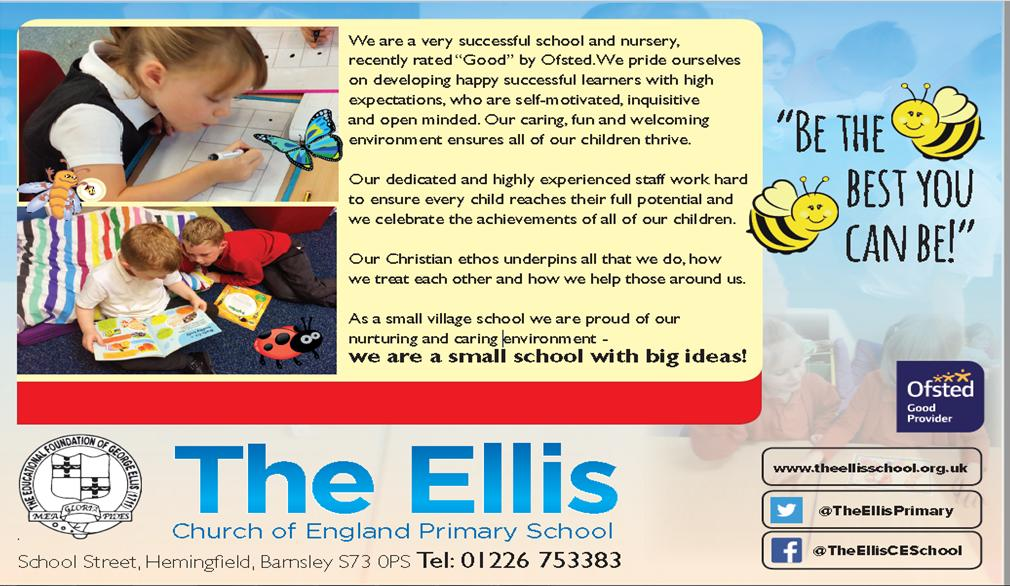 We are a very successful school and nursery,
recently rated "Good" by Ofsted. We pride ourselves
on developing happy successful learners with high
expectations, who are self-motivated, inquisitive
and open minded. Our caring, fun and welcoming
environment ensures all of our children thrive.
Our dedicated and highly experienced staff work hard
to ensure every child reaches their full potential and
we celebrate the achievements of all of our children.
Our Christian ethos underpins all that we do, how
we treat each other and how we help those around us.
As a small village school we are proud of our
nurturing and caring environment -
we are a small school with big ideas!
"BE THE
BEST YOU
CAN BE!"
Ofsted
Good
Provider
THE EDUCATIONAL FOUNDATION OF GEORGE ELLIS (1711)
MEA GLORIA FIDES
The Ellis
Church of England Primary School
School Street, Hemingfield, Barnsley S73 0PS Tel: 01226 753383
www.theellisschool.org.uk
@TheEllisPrimary
@TheEllisCESchool